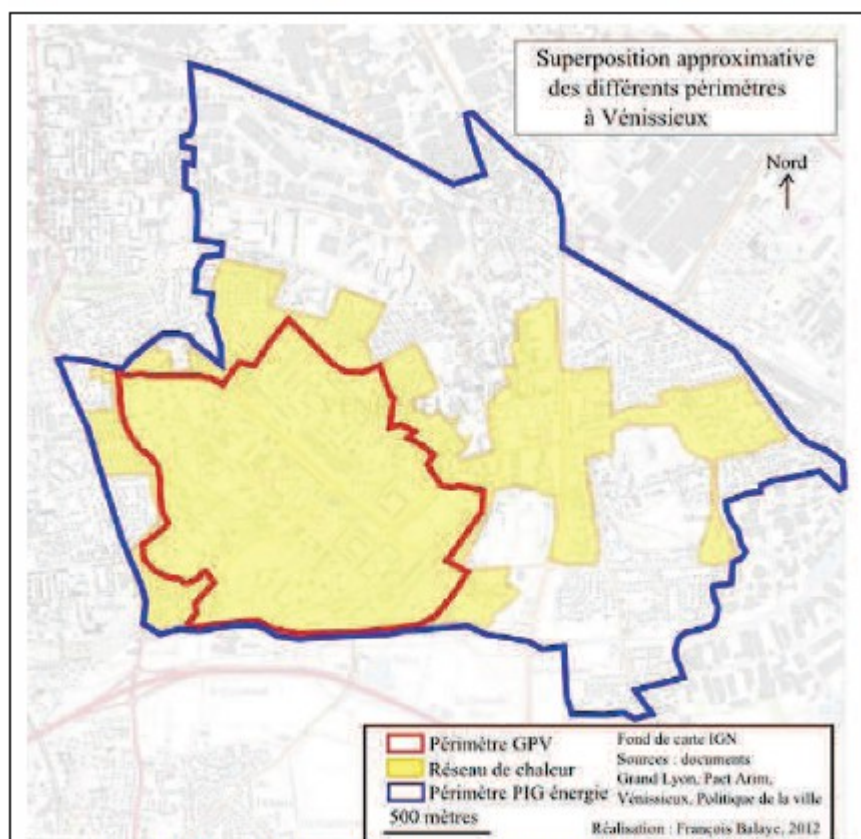 Superposition approximative
des différents périmètres
à Vénissieux
Nord
VÉNISSIEUX
Périmètre GPV
Réseau de chaleur
Périmètre PIG énergie
500 mètres
Fond de carte IGN
Sources : documents
Grand Lyon, Pact Arim,
Vénissieux, Politique de la ville
Réalisation : François Balaye, 2012